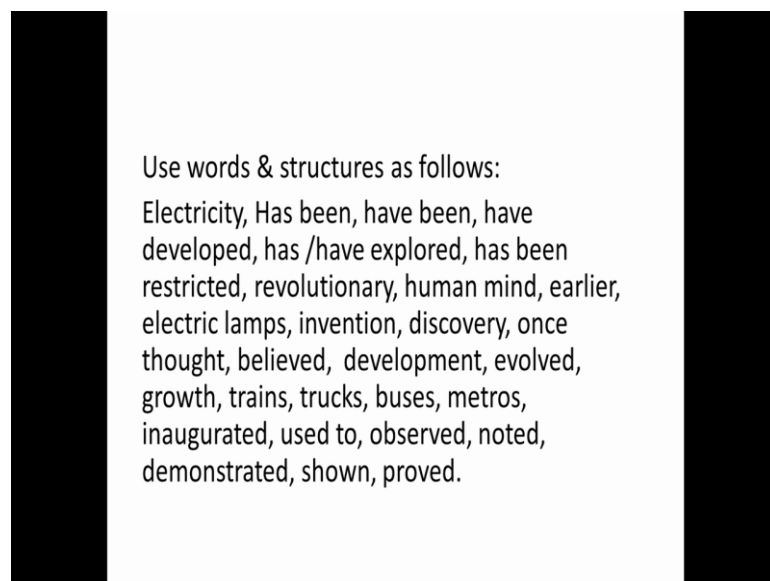 Use words & structures as follows:
Electricity, Has been, have been, have
developed, has /have explored, has been
restricted, revolutionary, human mind, earlier,
electric lamps, invention, discovery, once
thought, believed,  development, evolved,
growth, trains, trucks, buses, metros,
inaugurated, used to, observed, noted,
demonstrated, shown, proved.